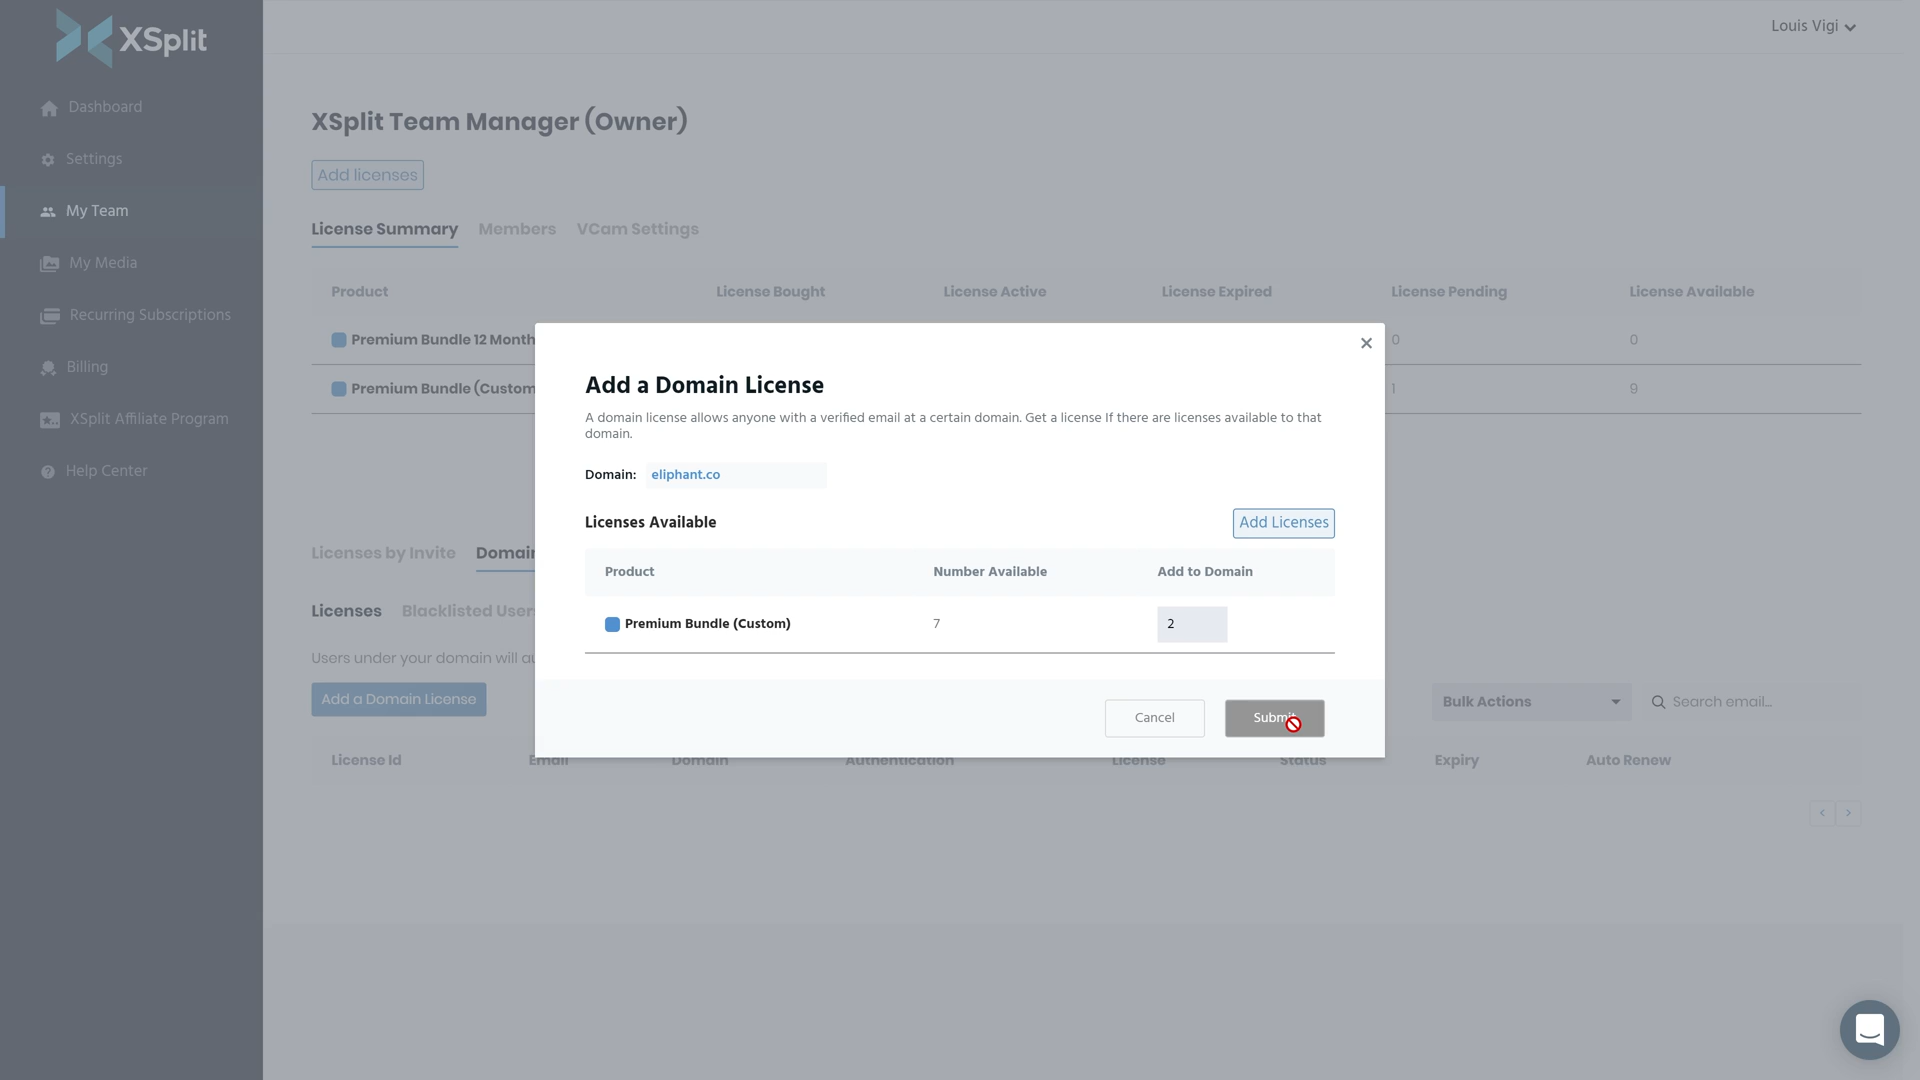 XSplit
Louis Vigi
Dashboard
Settings
My Team
My Media
Recurring Subscriptions
Billing
XSplit Affiliate Program
Help Center
XSplit Team Manager (Owner)
Add licenses
License Summary Members VCam Settings
Product License Bought License Active License Expired License Pending License Available
Premium Bundle 12 Month 0 0
Premium Bundle (Custom 1 9
Add a Domain License
A domain license allows anyone with a verified email at a certain domain. Get a license If there are licenses available to that
domain.
Domain: eliphant.co
Licenses Available Add Licenses
Product Number Available Add to Domain
Premium Bundle (Custom) 7 2
Cancel Submit
Licenses by Invite Domain
Licenses Blacklisted User
Users under your domain will au
Add a Domain License
Bulk Actions Search email...
License Id Email Domain Authentication License Status Expiry Auto Renew